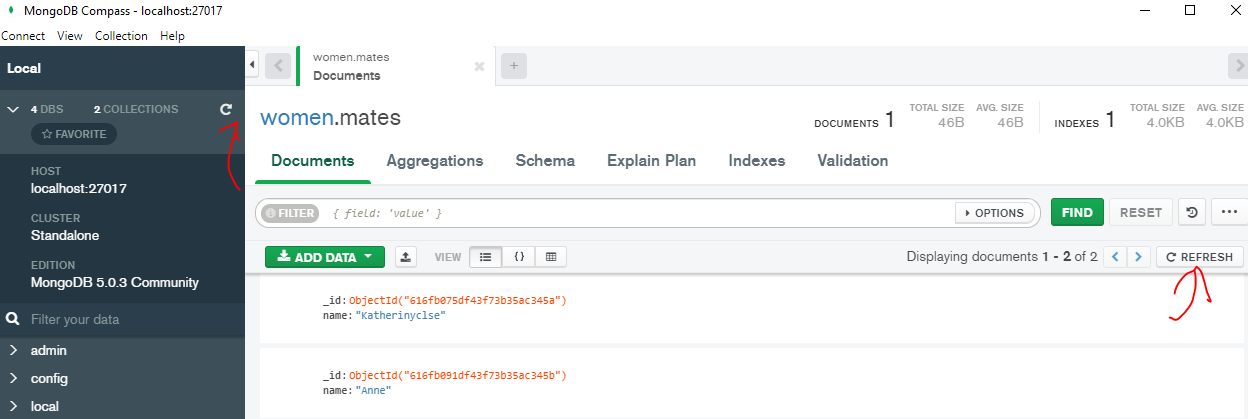 MongoDB Compass - localhost:27017
Connect View Collection Help
Local
4 DBS 2 COLLECTIONS
FAVORITE
HOST
localhost:27017
CLUSTER
Standalone
EDITION
MongoDB 5.0.3 Community
Filter your data
admin
config
local
women.mates
Documents
women.mates
DOCUMENTS 1 TOTAL SIZE 46B AVG. SIZE 46B INDEXES 1 TOTAL SIZE 4.0KB AVG. SIZE 4.0KB
Documents Aggregations Schema Explain Plan Indexes Validation
FILTER { field: 'value' } OPTIONS FIND RESET
ADD DATA VIEW {} Displaying documents 1 - 2 of 2 REFRESH
_id: ObjectId("616fb075df43f73b35ac345a")
name: "Katherinyclse"
_id: ObjectId("616fb091df43f73b35ac345b")
name: "Anne"